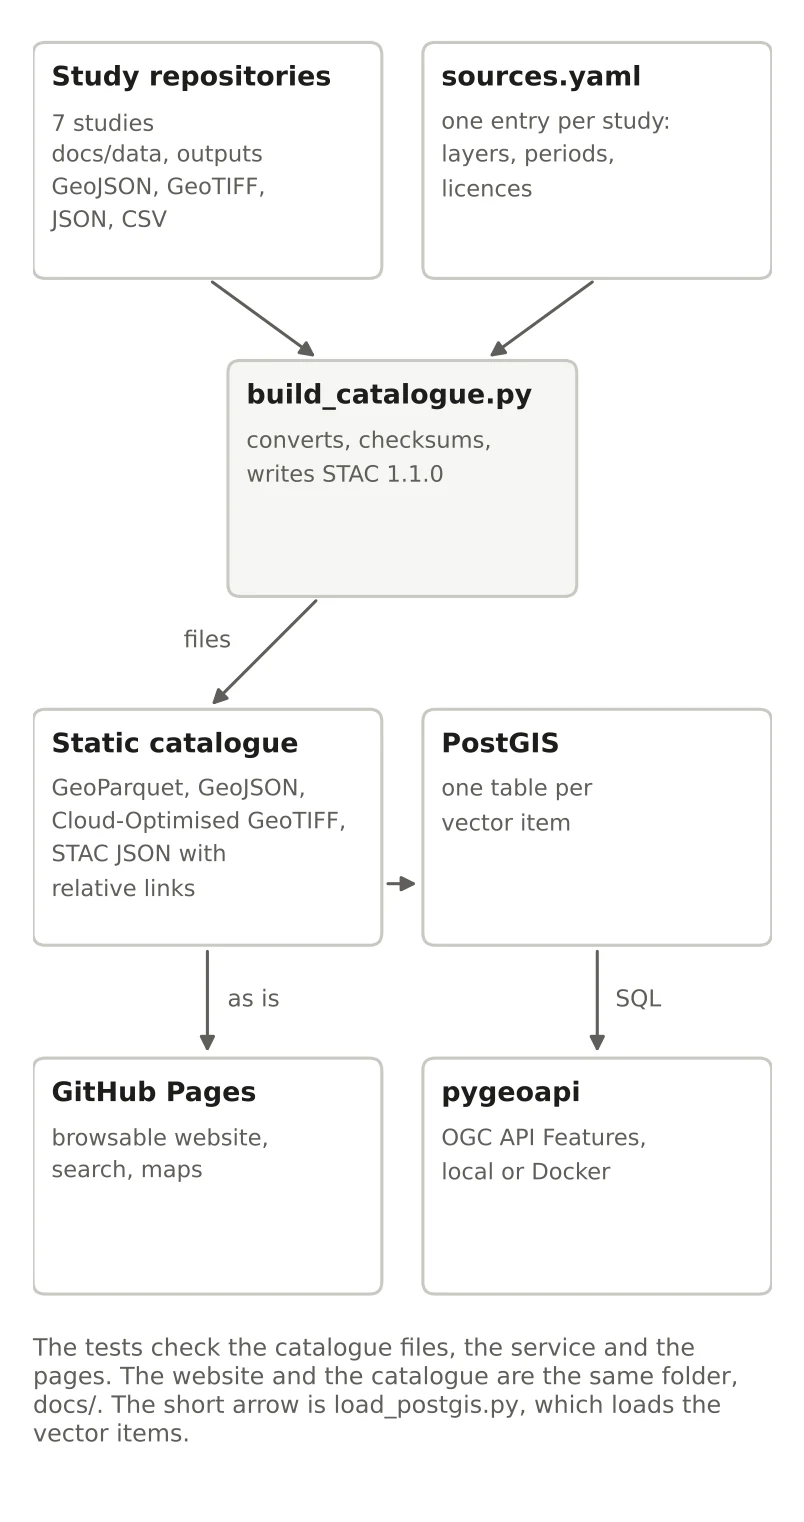 Study repositories
7 studies
docs/data, outputs
GeoJSON, GeoTIFF,
JSON, CSV
sources.yaml
one entry per study:
layers, periods,
licences
build_catalogue.py
converts, checksums,
writes STAC 1.1.0
files
Static catalogue
GeoParquet, GeoJSON,
Cloud-Optimised GeoTIFF,
STAC JSON with
relative links
PostGIS
one table per
vector item
as is
SQL
GitHub Pages
browsable website,
search, maps
pygeoapi
OGC API Features,
local or Docker
The tests check the catalogue files, the service and the
pages. The website and the catalogue are the same folder,
docs/. The short arrow is load_postgis.py, which loads the
vector items.